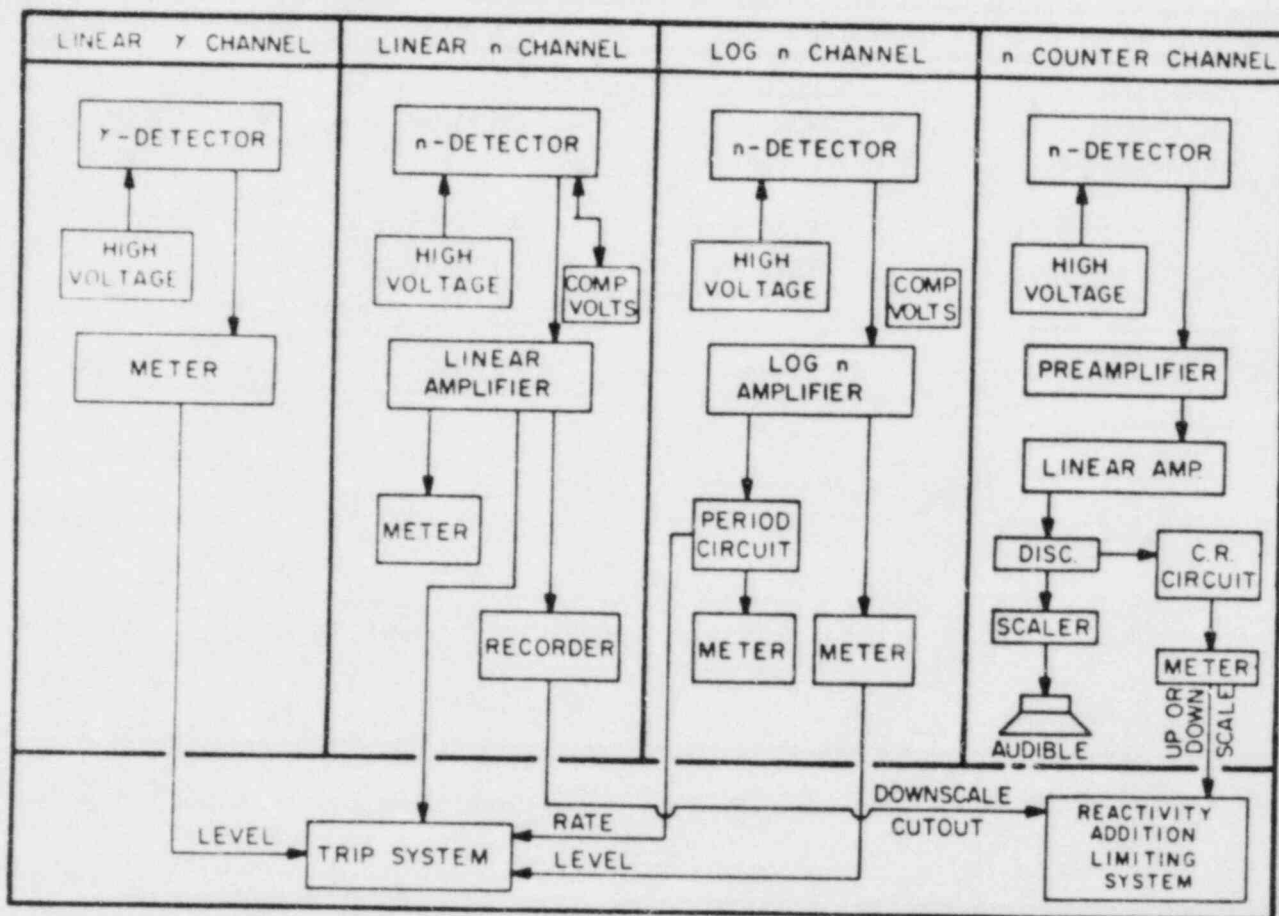 LINEAR γ CHANNEL
LINEAR n CHANNEL
LOG n CHANNEL
n COUNTER CHANNEL
γ-DETECTOR
HIGH
VOLTAGE
METER
n-DETECTOR
HIGH
VOLTAGE
COMP
VOLTS
LINEAR
AMPLIFIER
METER
RECORDER
n-DETECTOR
HIGH
VOLTAGE
COMP
VOLTS
LOG n
AMPLIFIER
PERIOD
CIRCUIT
METER
METER
n-DETECTOR
HIGH
VOLTAGE
PREAMPLIFIER
LINEAR AMP.
DISC.
C.R.
CIRCUIT
SCALER
METER
AUDIBLE
UP OR
DOWN
SCALE
LEVEL
TRIP SYSTEM
RATE
LEVEL
DOWNSCALE
CUTOUT
REACTIVITY
ADDITION
LIMITING
SYSTEM